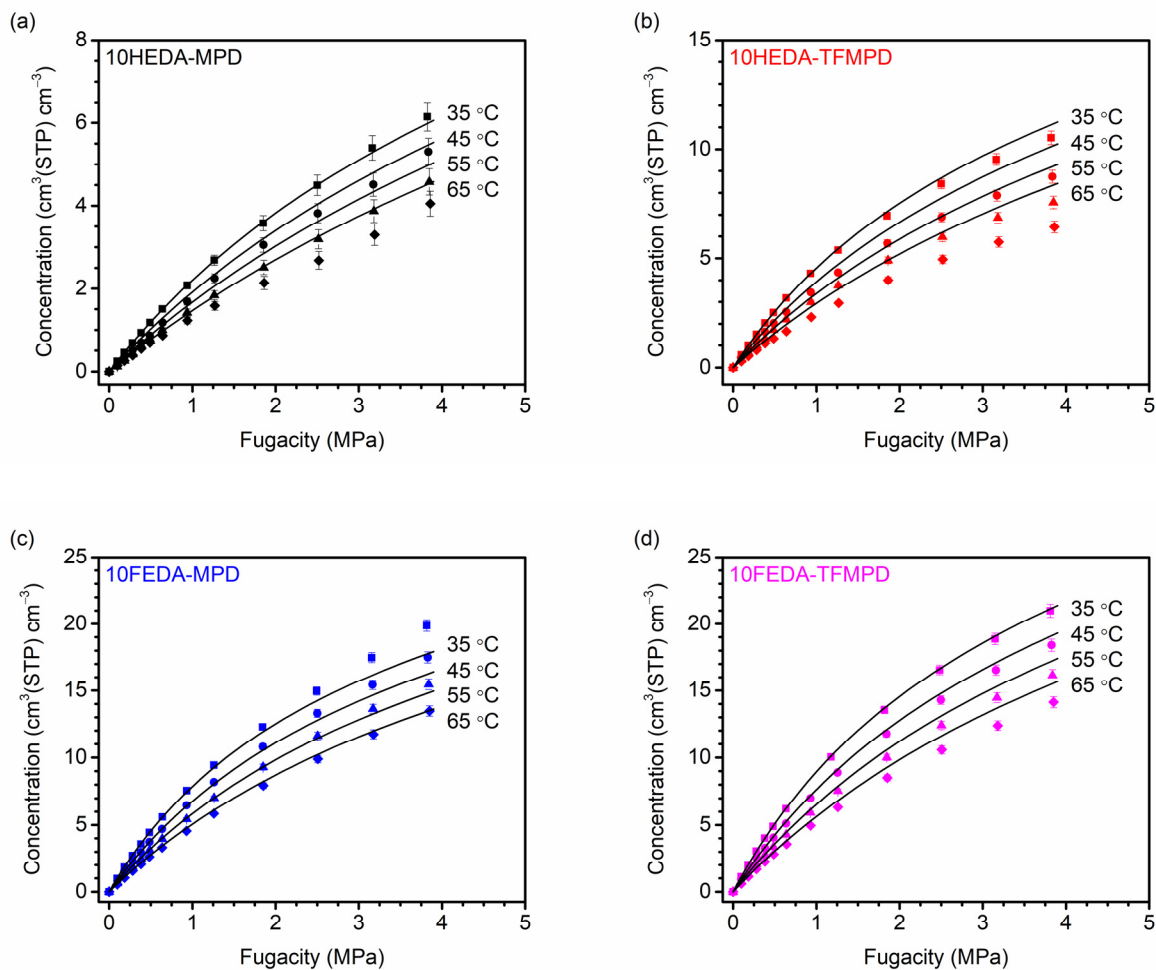 (a)
10HEDA-MPD
35 °C
45 °C
55 °C
65 °C
8
6
4
2
0
0 1 2 3 4 5
Concentration (cm³(STP) cm⁻³)
Fugacity (MPa)
(b)
10HEDA-TFMPD
35 °C
45 °C
55 °C
65 °C
15
10
5
0
0 1 2 3 4 5
Concentration (cm³(STP) cm⁻³)
Fugacity (MPa)
(c)
10FEDA-MPD
35 °C
45 °C
55 °C
65 °C
25
20
15
10
5
0
0 1 2 3 4 5
Concentration (cm³(STP) cm⁻³)
Fugacity (MPa)
(d)
10FEDA-TFMPD
35 °C
45 °C
55 °C
65 °C
25
20
15
10
5
0
0 1 2 3 4 5
Concentration (cm³(STP) cm⁻³)
Fugacity (MPa)